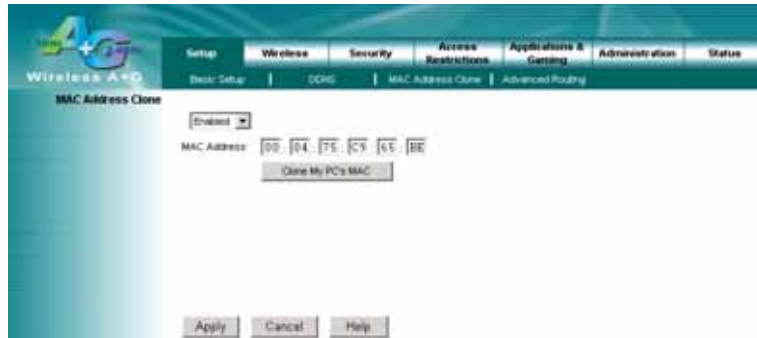 A+G
Wireless A+G
Setup
Wireless
Security
Access Restrictions
Applications & Gaming
Administration
Status
Basic Setup | DDNS | MAC Address Clone | Advanced Routing
MAC Address Clone
Enabled
MAC Address: 00 : 04 : 75 : C9 : 65 : BE
Clone My PC's MAC
Apply
Cancel
Help